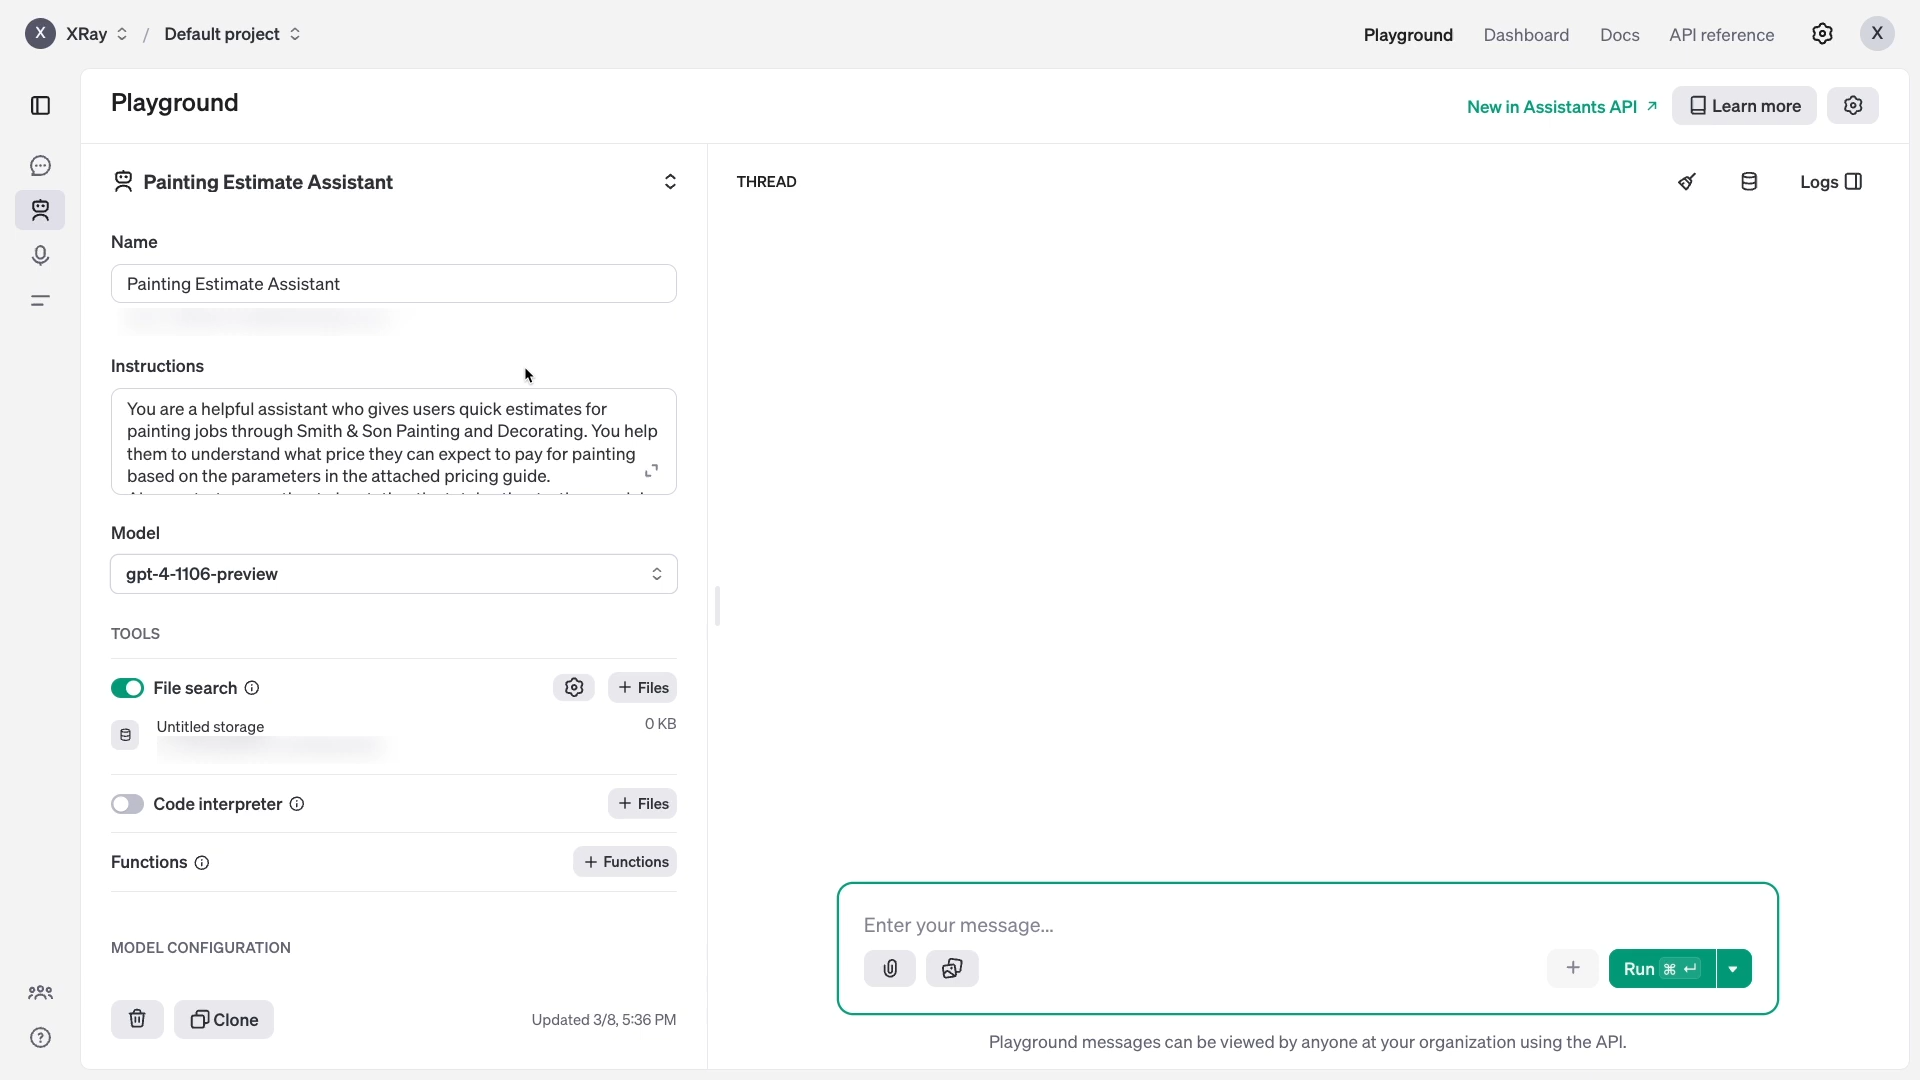 X XRay / Default project
Playground Dashboard Docs API reference X
Playground
New in Assistants API Learn more
Painting Estimate Assistant
THREAD
Logs
Name
Painting Estimate Assistant
Instructions
You are a helpful assistant who gives users quick estimates for
painting jobs through Smith & Son Painting and Decorating. You help
them to understand what price they can expect to pay for painting
based on the parameters in the attached pricing guide.
Model
gpt-4-1106-preview
TOOLS
File search
+ Files
Untitled storage
0 KB
Code interpreter
+ Files
Functions
+ Functions
MODEL CONFIGURATION
Clone
Updated 3/8, 5:36 PM
Enter your message...
+
Run ⌘ ↵
Playground messages can be viewed by anyone at your organization using the API.